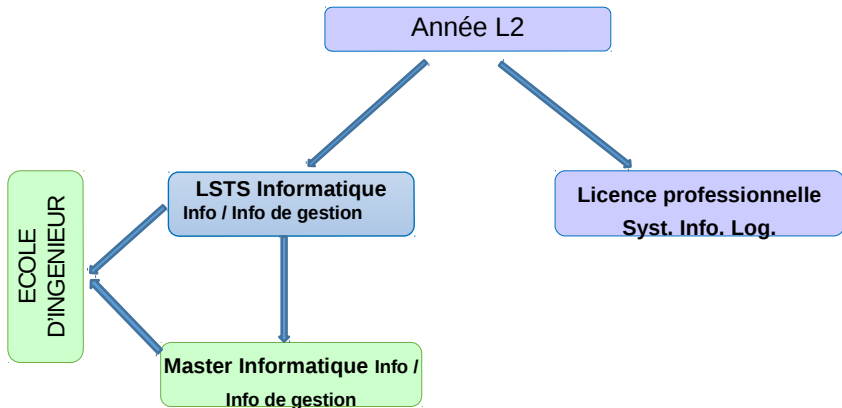 Année L2
LSTS Informatique
Info / Info de gestion
Licence professionnelle
Syst. Info. Log.
ECOLE
D'INGENIEUR
Master Informatique Info /
Info de gestion